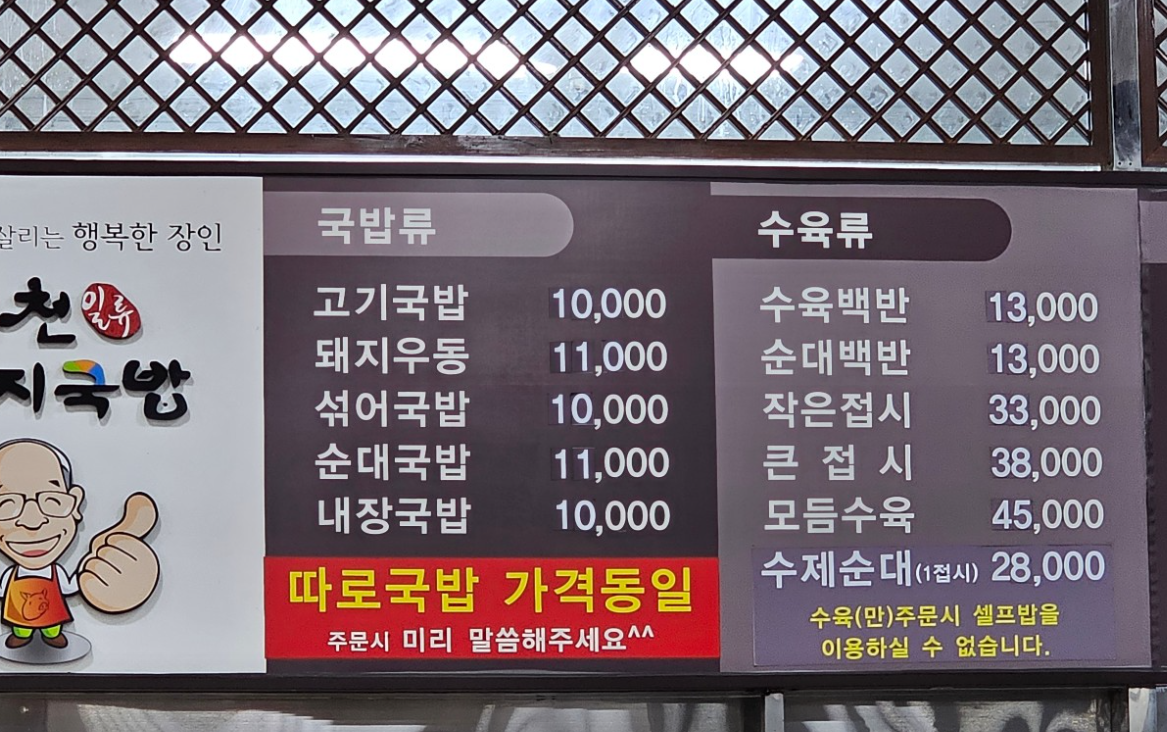 살리는 행복한 장인
천 일류
지국밥
국밥류
고기국밥 10,000
돼지우동 11,000
섞어국밥 10,000
순대국밥 11,000
내장국밥 10,000
따로국밥 가격동일
주문시 미리 말씀해주세요^^
수육류
수육백반 13,000
순대백반 13,000
작은접시 33,000
큰 접 시 38,000
모듬수육 45,000
수제순대(1접시) 28,000
수육(만)주문시 셀프밥을
이용하실 수 없습니다.